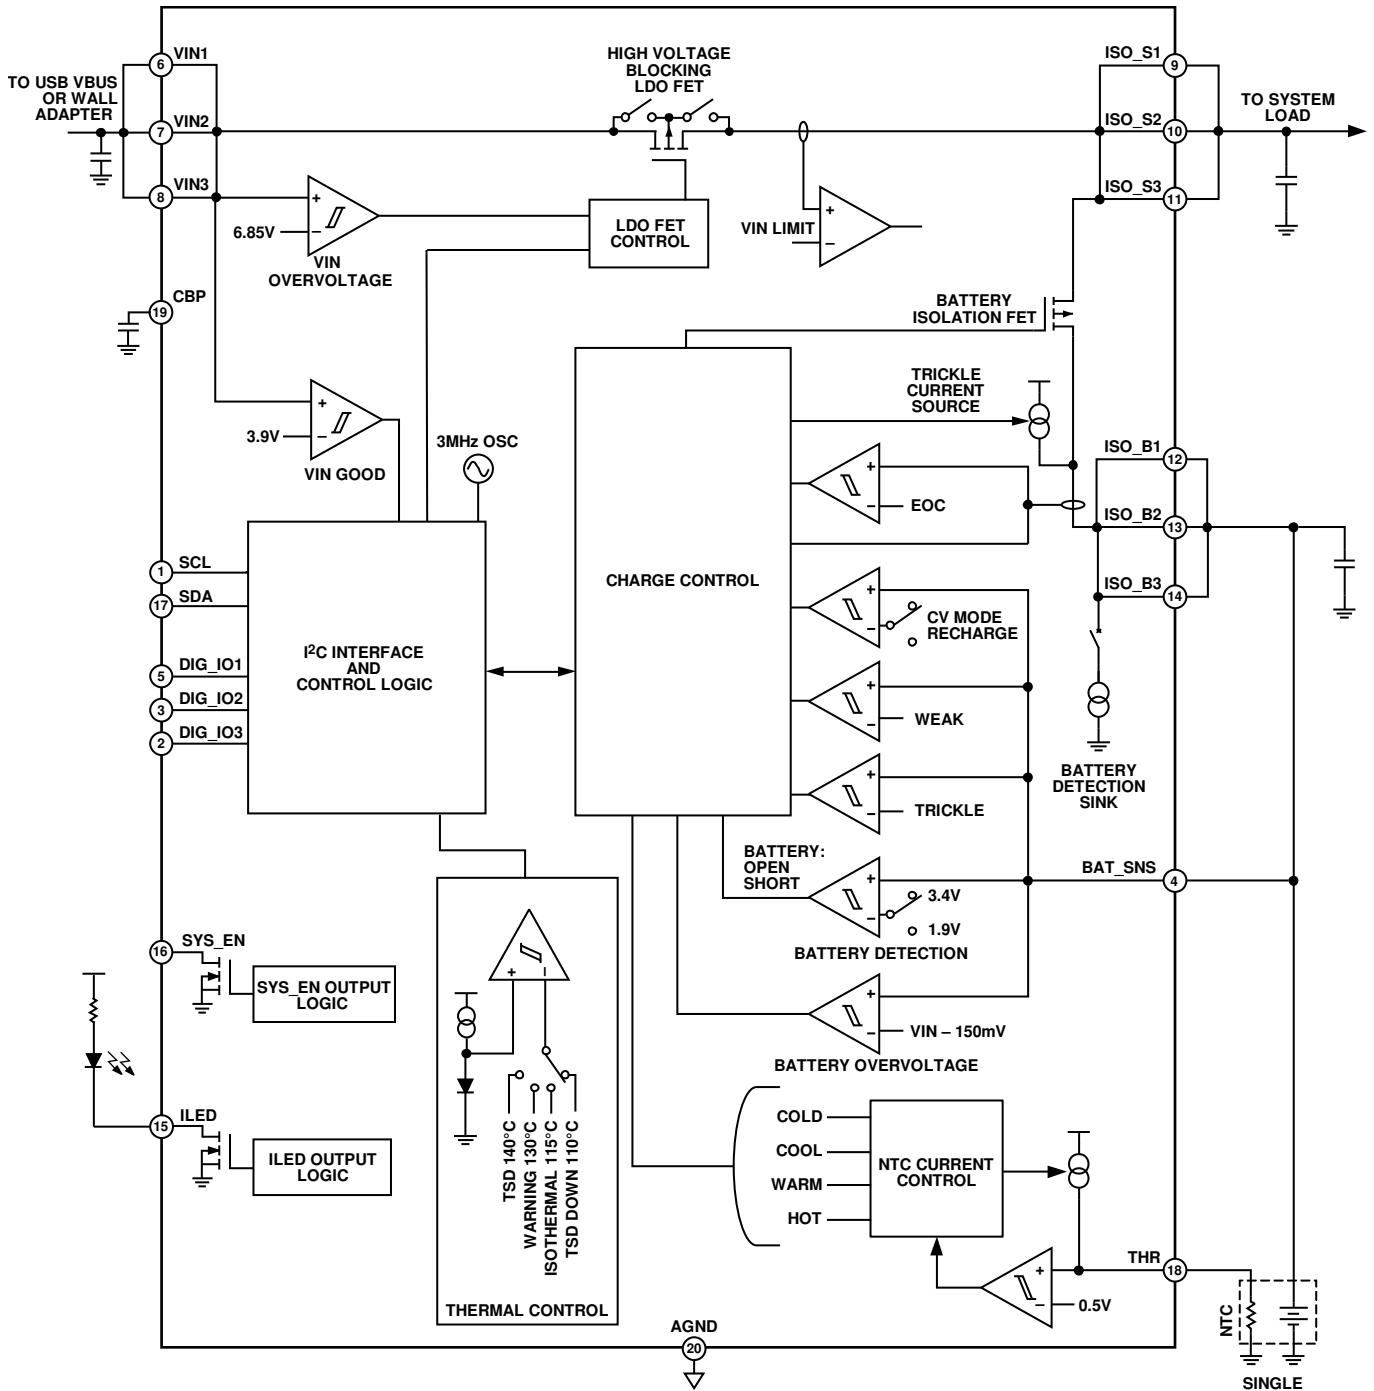 VIN1
6
TO USB VBUS
OR WALL
ADAPTER
VIN2
7
VIN3
8
HIGH VOLTAGE
BLOCKING
LDO FET
ISO_S1
9
ISO_S2
10
ISO_S3
11
TO SYSTEM
LOAD
+
6.85V
–
VIN
OVERVOLTAGE
LDO FET
CONTROL
VIN LIMIT
+
–
CBP
19
BATTERY
ISOLATION FET
+
3.9V
–
VIN GOOD
3MHz OSC
TRICKLE
CURRENT
SOURCE
+
–
EOC
ISO_B1
12
ISO_B2
13
ISO_B3
14
SCL
1
SDA
17
DIG_IO1
5
DIG_IO2
3
DIG_IO3
2
I2C INTERFACE
AND
CONTROL LOGIC
CHARGE CONTROL
+
–
CV MODE
RECHARGE
+
–
WEAK
+
–
TRICKLE
BATTERY
DETECTION
SINK
BATTERY:
OPEN
SHORT
+
–
3.4V
1.9V
BATTERY DETECTION
BAT_SNS
4
+
–
VIN – 150mV
BATTERY OVERVOLTAGE
SYS_EN
16
SYS_EN OUTPUT
LOGIC
ILED
15
ILED OUTPUT
LOGIC
+
–
TSD 140°C
WARNING 130°C
ISOTHERMAL 115°C
TSD DOWN 110°C
THERMAL CONTROL
COLD
COOL
WARM
HOT
NTC CURRENT
CONTROL
+
–
0.5V
THR
18
NTC
SINGLE
AGND
20